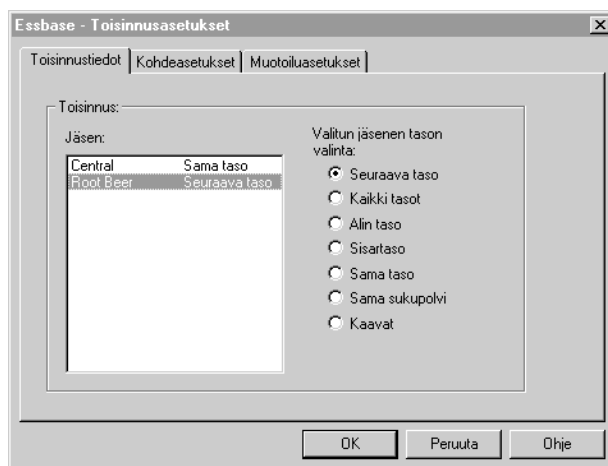 Essbase - Toisinnusasetukset
Toisinnustiedot Kohdeasetukset Muotoiluasetukset
Toisinnus:
Jäsen:
Central Sama taso
Root Beer Seuraava taso
Valitun jäsenen tason
valinta:
Seuraava taso
Kaikki tasot
Alin taso
Sisartaso
Sama taso
Sama sukupolvi
Kaavat
OK Peruuta Ohje